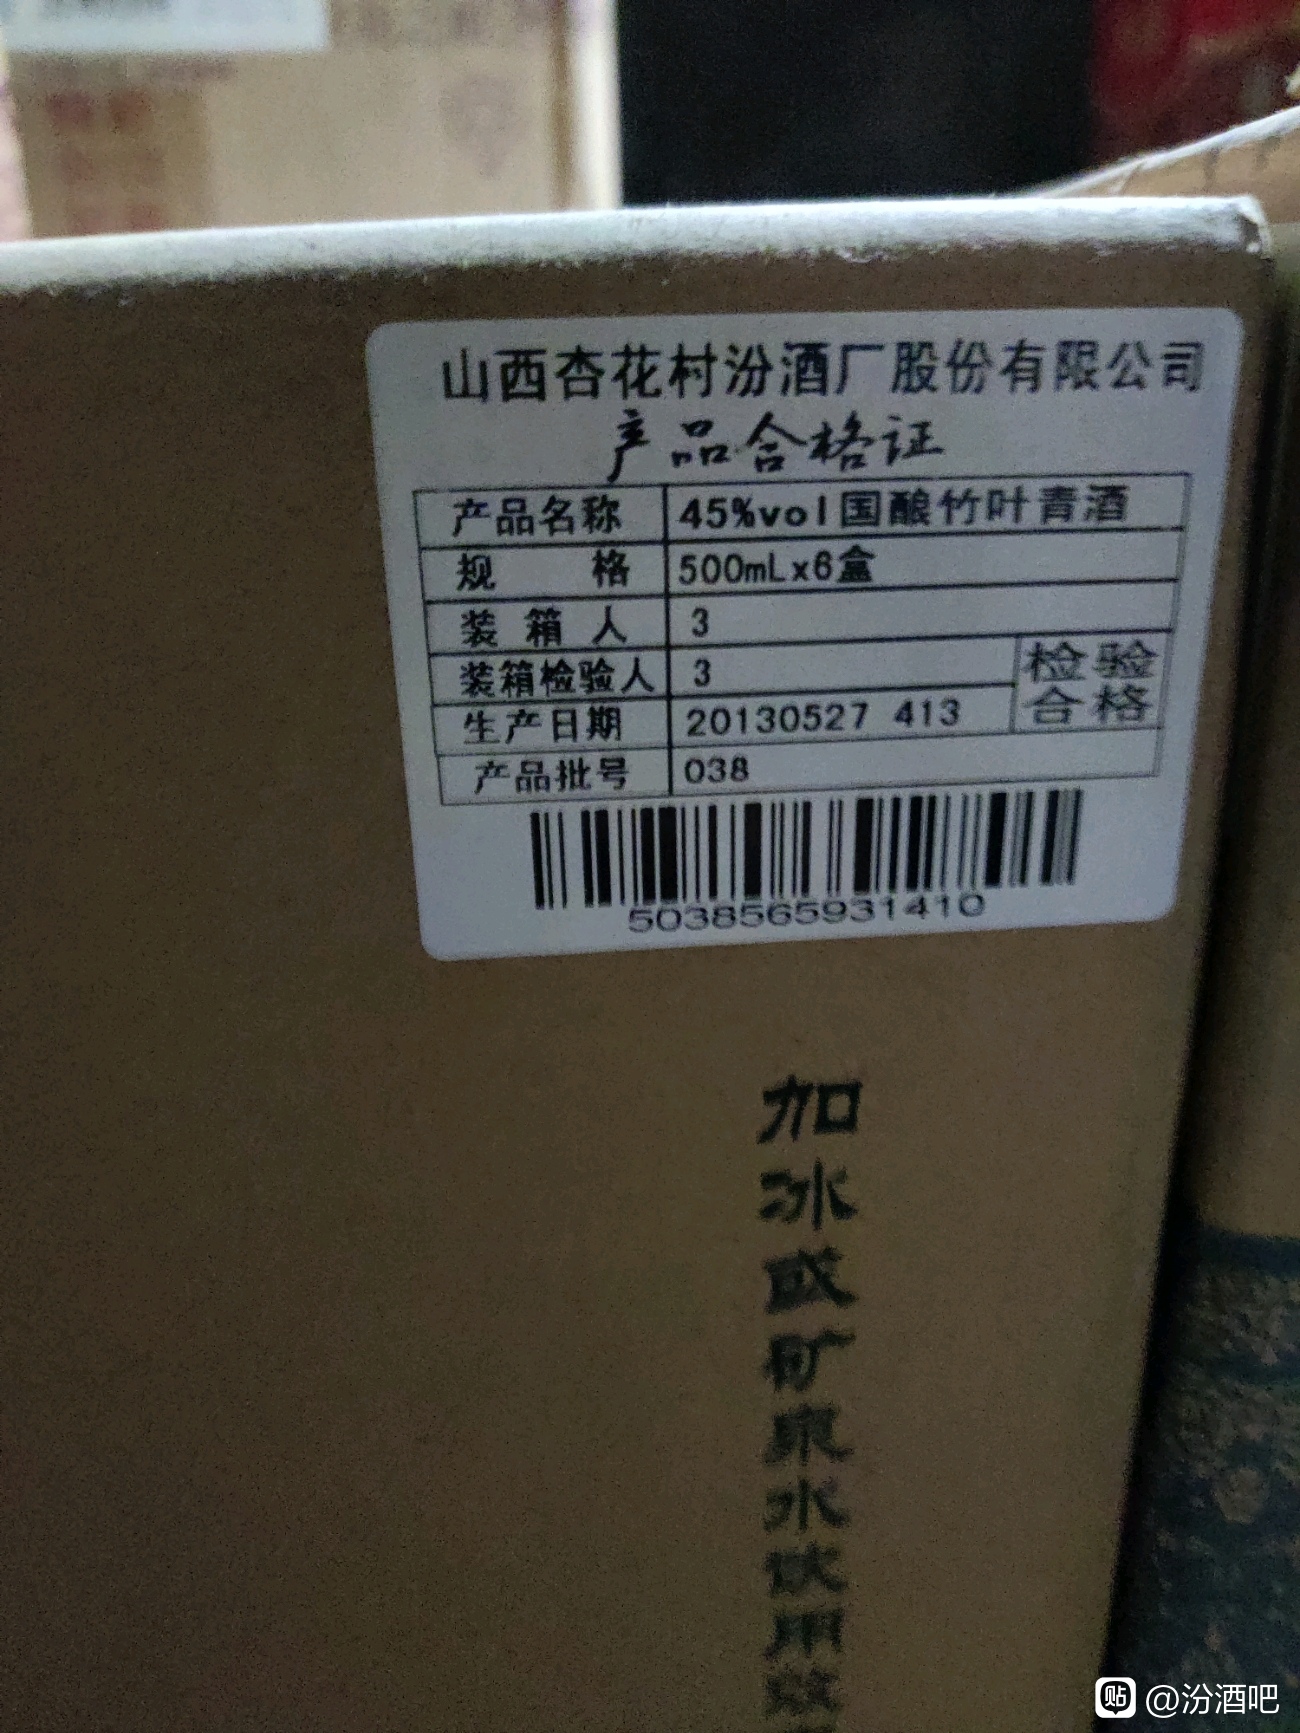 山西杏花村汾酒厂股份有限公司
产品合格证
产品名称 45%vol国酿竹叶青酒
规 格 500mLx6盒
装 箱 人 3
装箱检验人 3
检验
合格
生产日期 20130527 413
产品批号 038
5038565931410
加冰或矿泉水饮用效
贴 @汾酒吧